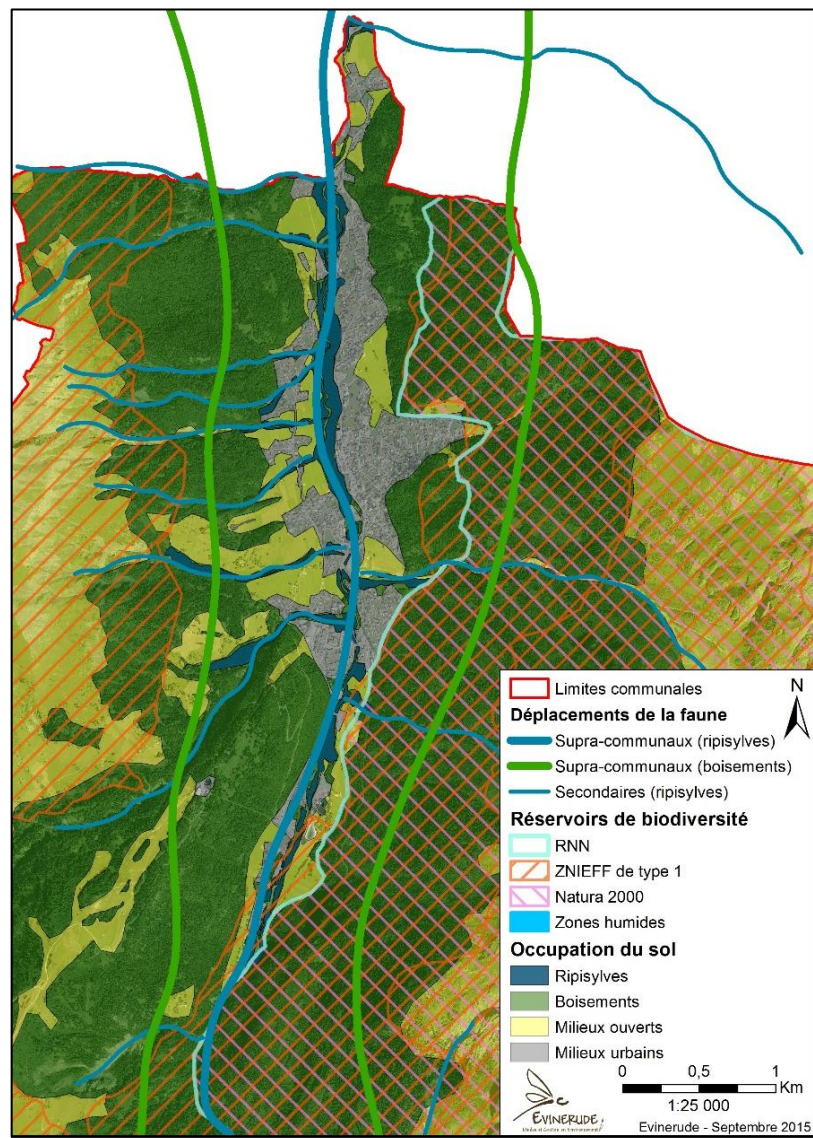 Limites communales
N
Déplacements de la faune
Supra-communaux (ripisylves)
Supra-communaux (boisements)
Secondaires (ripisylves)
Réservoirs de biodiversité
RNN
ZNIEFF de type 1
Natura 2000
Zones humides
Occupation du sol
Ripisylves
Boisements
Milieux ouverts
Milieux urbains
0 0,5 1
Km
1:25 000
EVINERUDE
Evinerude - Septembre 2015